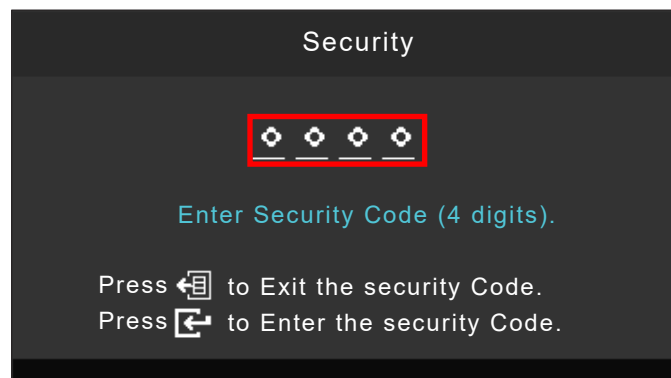 Security
Enter Security Code (4 digits).
Press to Exit the security Code.
Press to Enter the security Code.